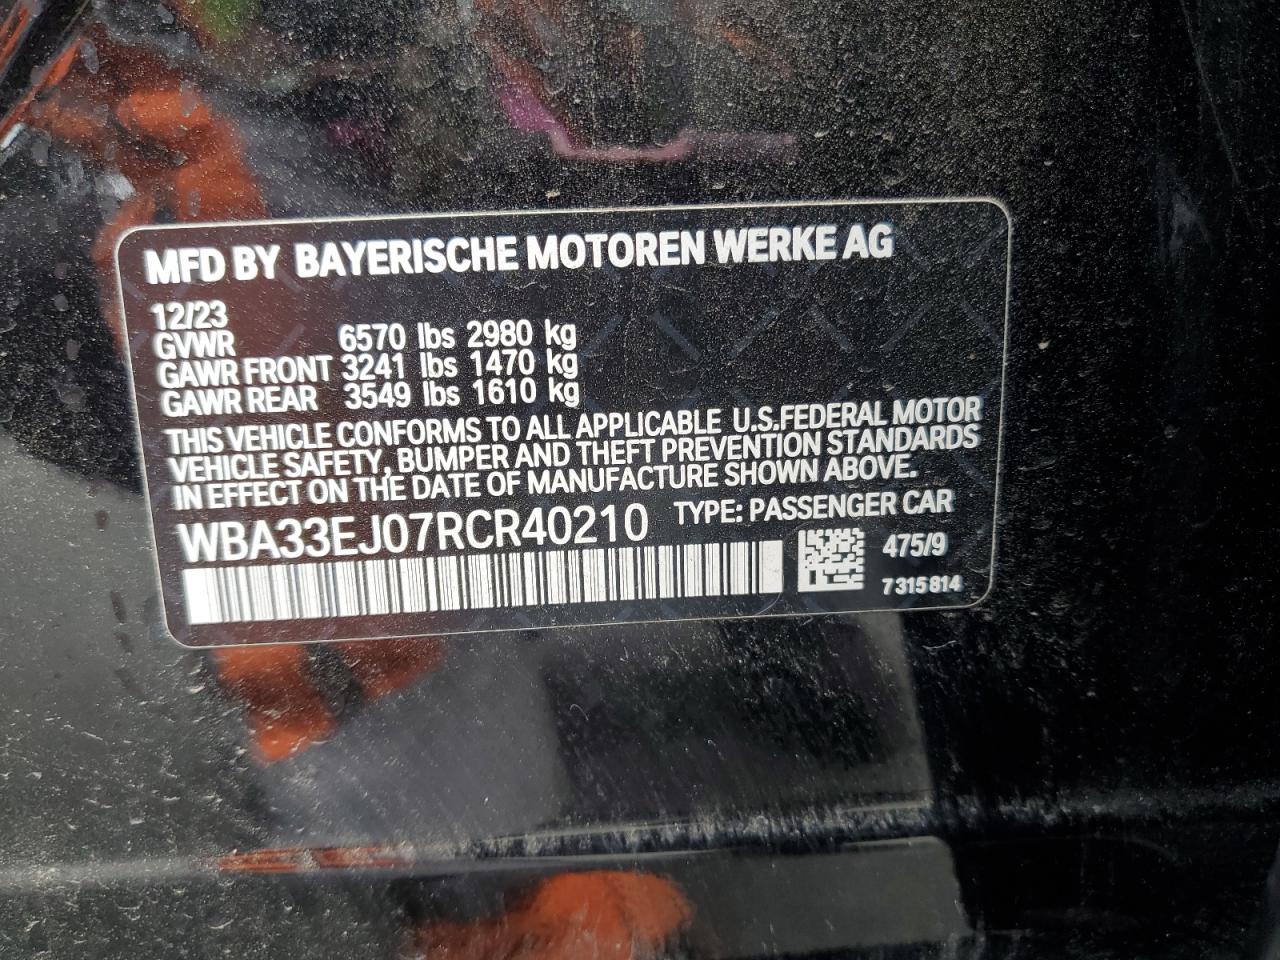 MFD BY BAYERISCHE MOTOREN WERKE AG
12/23
GVWR 6570 lbs 2980 kg
GAWR FRONT 3241 lbs 1470 kg
GAWR REAR 3549 lbs 1610 kg
THIS VEHICLE CONFORMS TO ALL APPLICABLE U.S.FEDERAL MOTOR
VEHICLE SAFETY, BUMPER AND THEFT PREVENTION STANDARDS
IN EFFECT ON THE DATE OF MANUFACTURE SHOWN ABOVE.
WBA33EJ07RCR40210 TYPE: PASSENGER CAR
475/9
7 315 814